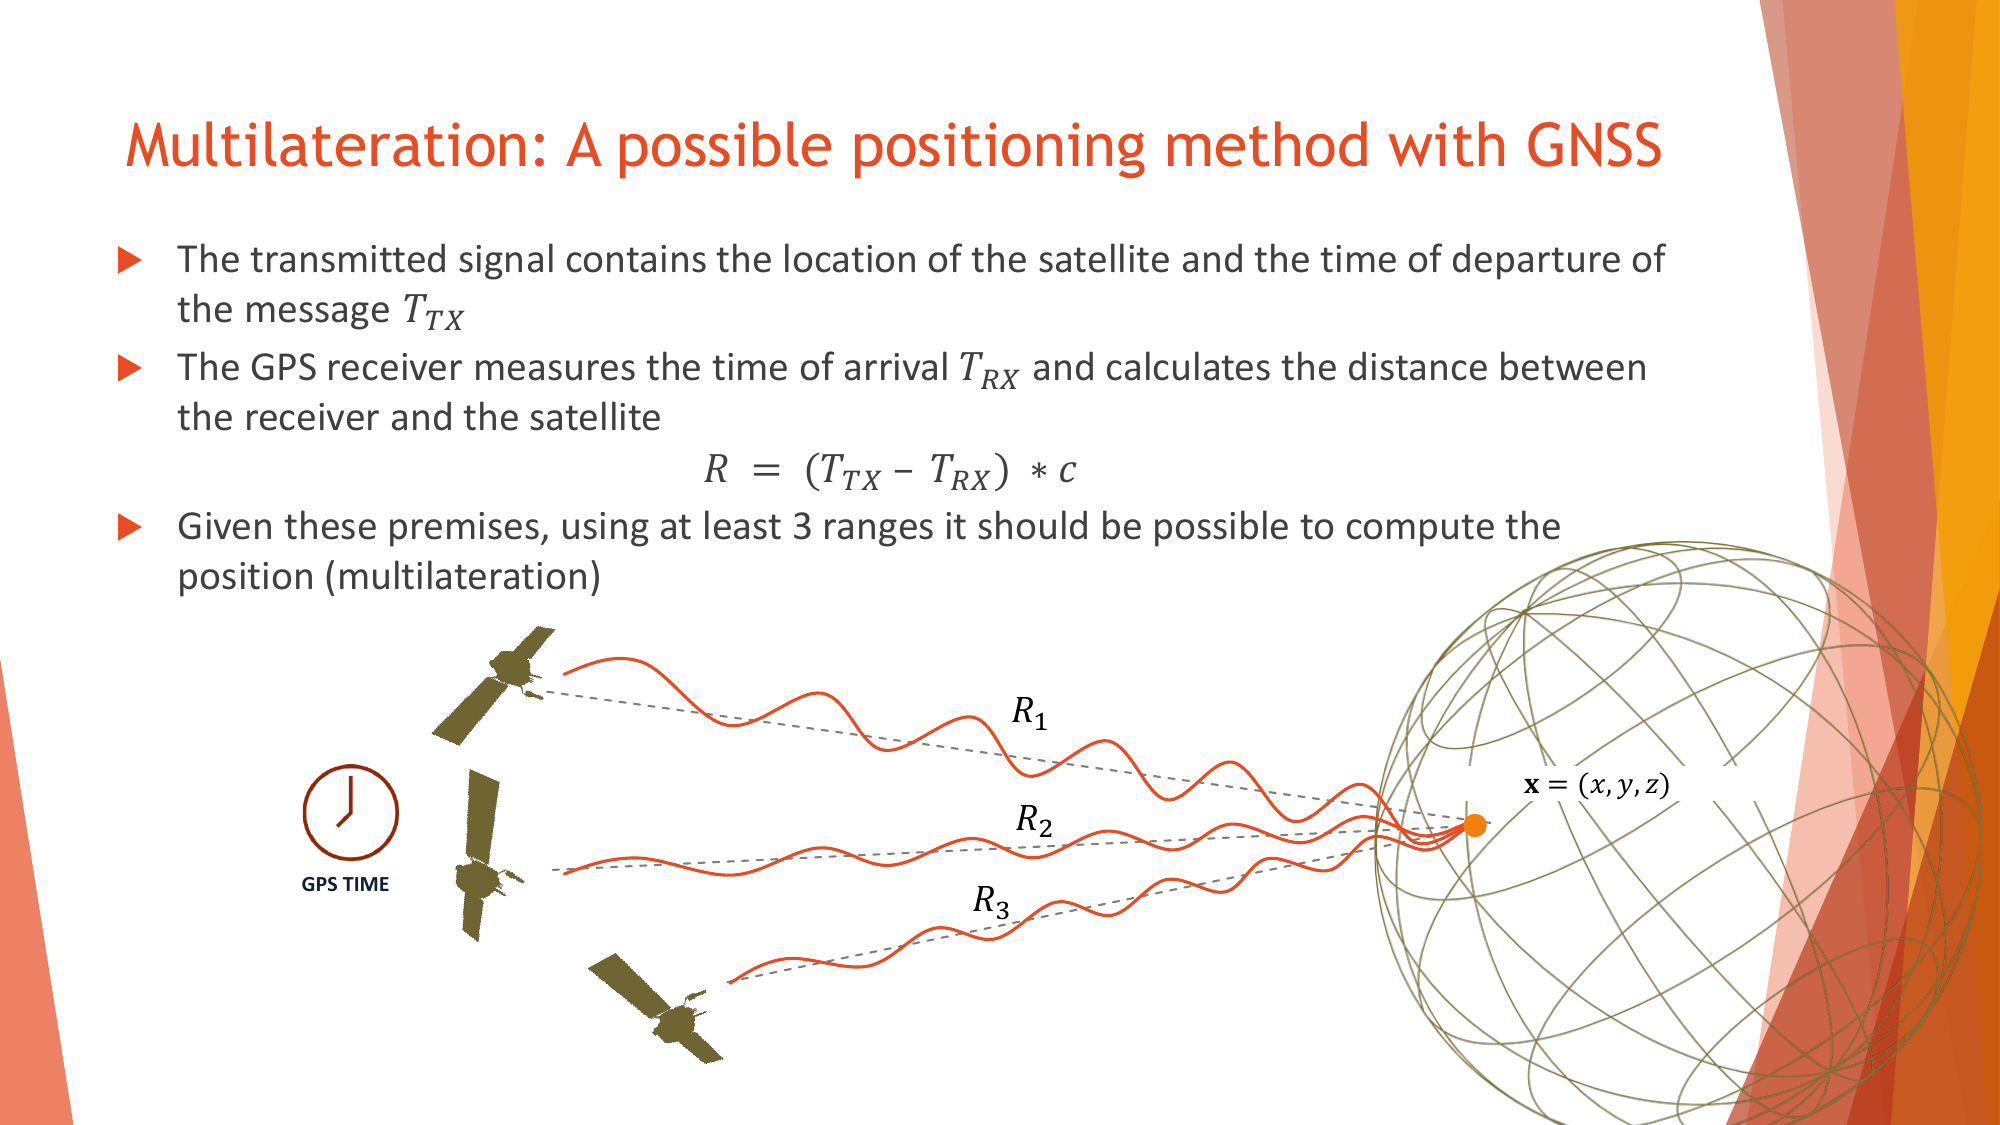 Multilateration: A possible positioning method with GNSS
The transmitted signal contains the location of the satellite and the time of departure of
the message T_{TX}
The GPS receiver measures the time of arrival T_{RX} and calculates the distance between
the receiver and the satellite
R = (T_{TX} – T_{RX}) ∗ c
Given these premises, using at least 3 ranges it should be possible to compute the
position (multilateration)
R_1
x = (x, y, z)
R_2
GPS TIME
R_3